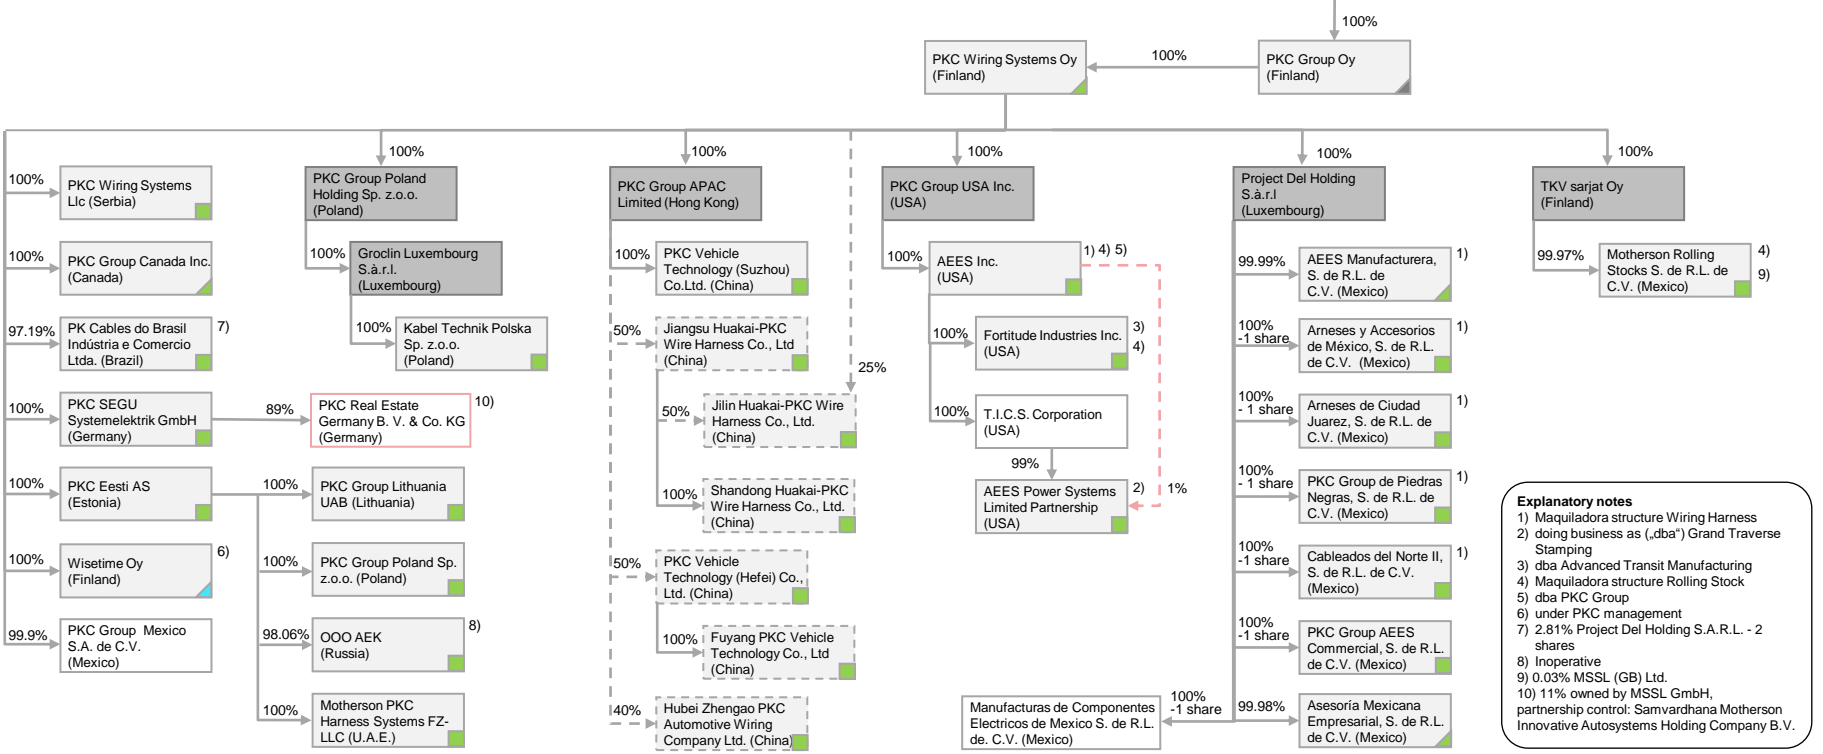 100%
PKC Wiring Systems Oy
(Finland)
100%
PKC Group Oy
(Finland)
100%
PKC Wiring Systems
Llc (Serbia)
100%
PKC Group Canada Inc.
(Canada)
97.19%
PK Cables do Brasil
Indústria e Comercio
Ltda. (Brazil)
7)
100%
PKC SEGU
Systemelektrik GmbH
(Germany)
89%
PKC Real Estate
Germany B. V. & Co. KG
(Germany)
10)
100%
PKC Eesti AS
(Estonia)
100%
PKC Group Lithuania
UAB (Lithuania)
100%
PKC Group Poland Sp.
z.o.o. (Poland)
98.06%
OOO AEK
(Russia)
8)
100%
Motherson PKC
Harness Systems FZ-
LLC (U.A.E.)
100%
Wisetime Oy
(Finland)
6)
99.9%
PKC Group Mexico
S.A. de C.V.
(Mexico)
100%
PKC Group Poland
Holding Sp. z.o.o.
(Poland)
100%
Groclin Luxembourg
S.à.r.l.
(Luxembourg)
100%
Kabel Technik Polska
Sp. z.o.o.
(Poland)
100%
PKC Group APAC
Limited (Hong Kong)
100%
PKC Vehicle
Technology (Suzhou)
Co.Ltd. (China)
50%
Jiangsu Huakai-PKC
Wire Harness Co., Ltd
(China)
25%
50%
Jilin Huakai-PKC Wire
Harness Co., Ltd.
(China)
100%
Shandong Huakai-PKC
Wire Harness Co., Ltd.
(China)
50%
PKC Vehicle
Technology (Hefei) Co.,
Ltd. (China)
100%
Fuyang PKC Vehicle
Technology Co., Ltd
(China)
40%
Hubei Zhengao PKC
Automotive Wiring
Company Ltd. (China)
100%
PKC Group USA Inc.
(USA)
100%
AEES Inc.
(USA)
1) 4) 5)
100%
Fortitude Industries Inc.
(USA)
3)
4)
100%
T.I.C.S. Corporation
(USA)
99%
AEES Power Systems
Limited Partnership
(USA)
2)
1%
100%
Project Del Holding
S.à.r.l
(Luxembourg)
99.99%
AEES Manufacturera,
S. de R.L. de
C.V. (Mexico)
1)
100%
-1 share
Arneses y Accesorios
de México, S. de R.L.
de C.V. (Mexico)
1)
100%
- 1 share
Arneses de Ciudad
Juarez, S. de R.L. de
C.V. (Mexico)
1)
100%
- 1 share
PKC Group de Piedras
Negras, S. de R.L. de
C.V. (Mexico)
1)
100%
-1 share
Cableados del Norte II,
S. de R.L. de C.V.
(Mexico)
1)
100%
-1 share
PKC Group AEES
Commercial, S. de R.L.
de C.V. (Mexico)
99.98%
Asesoría Mexicana
Empresarial, S. de R.L.
de C.V. (Mexico)
100%
-1 share
Manufacturas de Componentes
Electricos de Mexico S. de R.L.
de. C.V. (Mexico)
100%
TKV sarjat Oy
(Finland)
99.97%
Motherson Rolling
Stocks S. de R.L. de
C.V. (Mexico)
4)
9)
Explanatory notes
1) Maquiladora structure Wiring Harness
2) doing business as („dba“) Grand Traverse
Stamping
3) dba Advanced Transit Manufacturing
4) Maquiladora structure Rolling Stock
5) dba PKC Group
6) under PKC management
7) 2.81% Project Del Holding S.A.R.L. - 2
shares
8) Inoperative
9) 0.03% MSSL (GB) Ltd.
10) 11% owned by MSSL GmbH,
partnership control: Samvardhana Motherson
Innovative Autosystems Holding Company B.V.